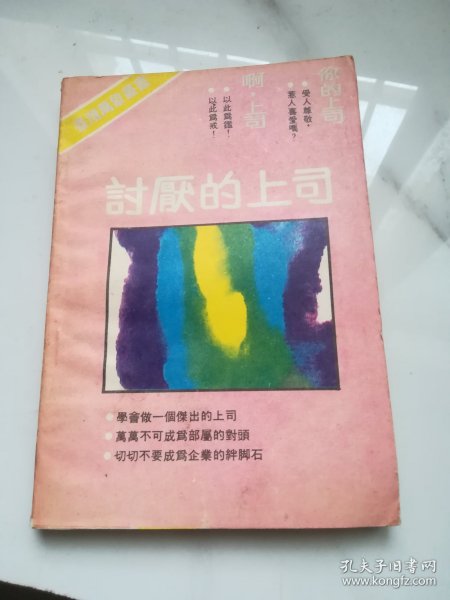 你的上司
●受人尊敬,
●惹人喜愛嗎?
啊,上司
●以此爲鑑!
●以此爲戒!
討厭的上司
●學會做一個傑出的上司
●萬萬不可成爲部屬的對頭
●切切不要成爲企業的絆脚石
孔夫子旧书网
www.kongfz.com